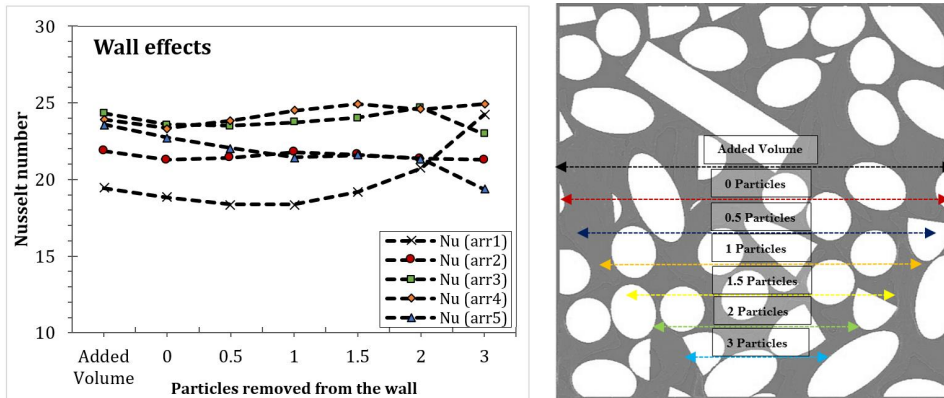 Wall effects
Nusselt number
30
25
20
15
10
Nu (arr1)
Nu (arr2)
Nu (arr3)
Nu (arr4)
Nu (arr5)
Added
Volume
0
0.5
1
1.5
2
3
Particles removed from the wall
Added Volume
0 Particles
0.5 Particles
1 Particles
1.5 Particles
2 Particles
3 Particles